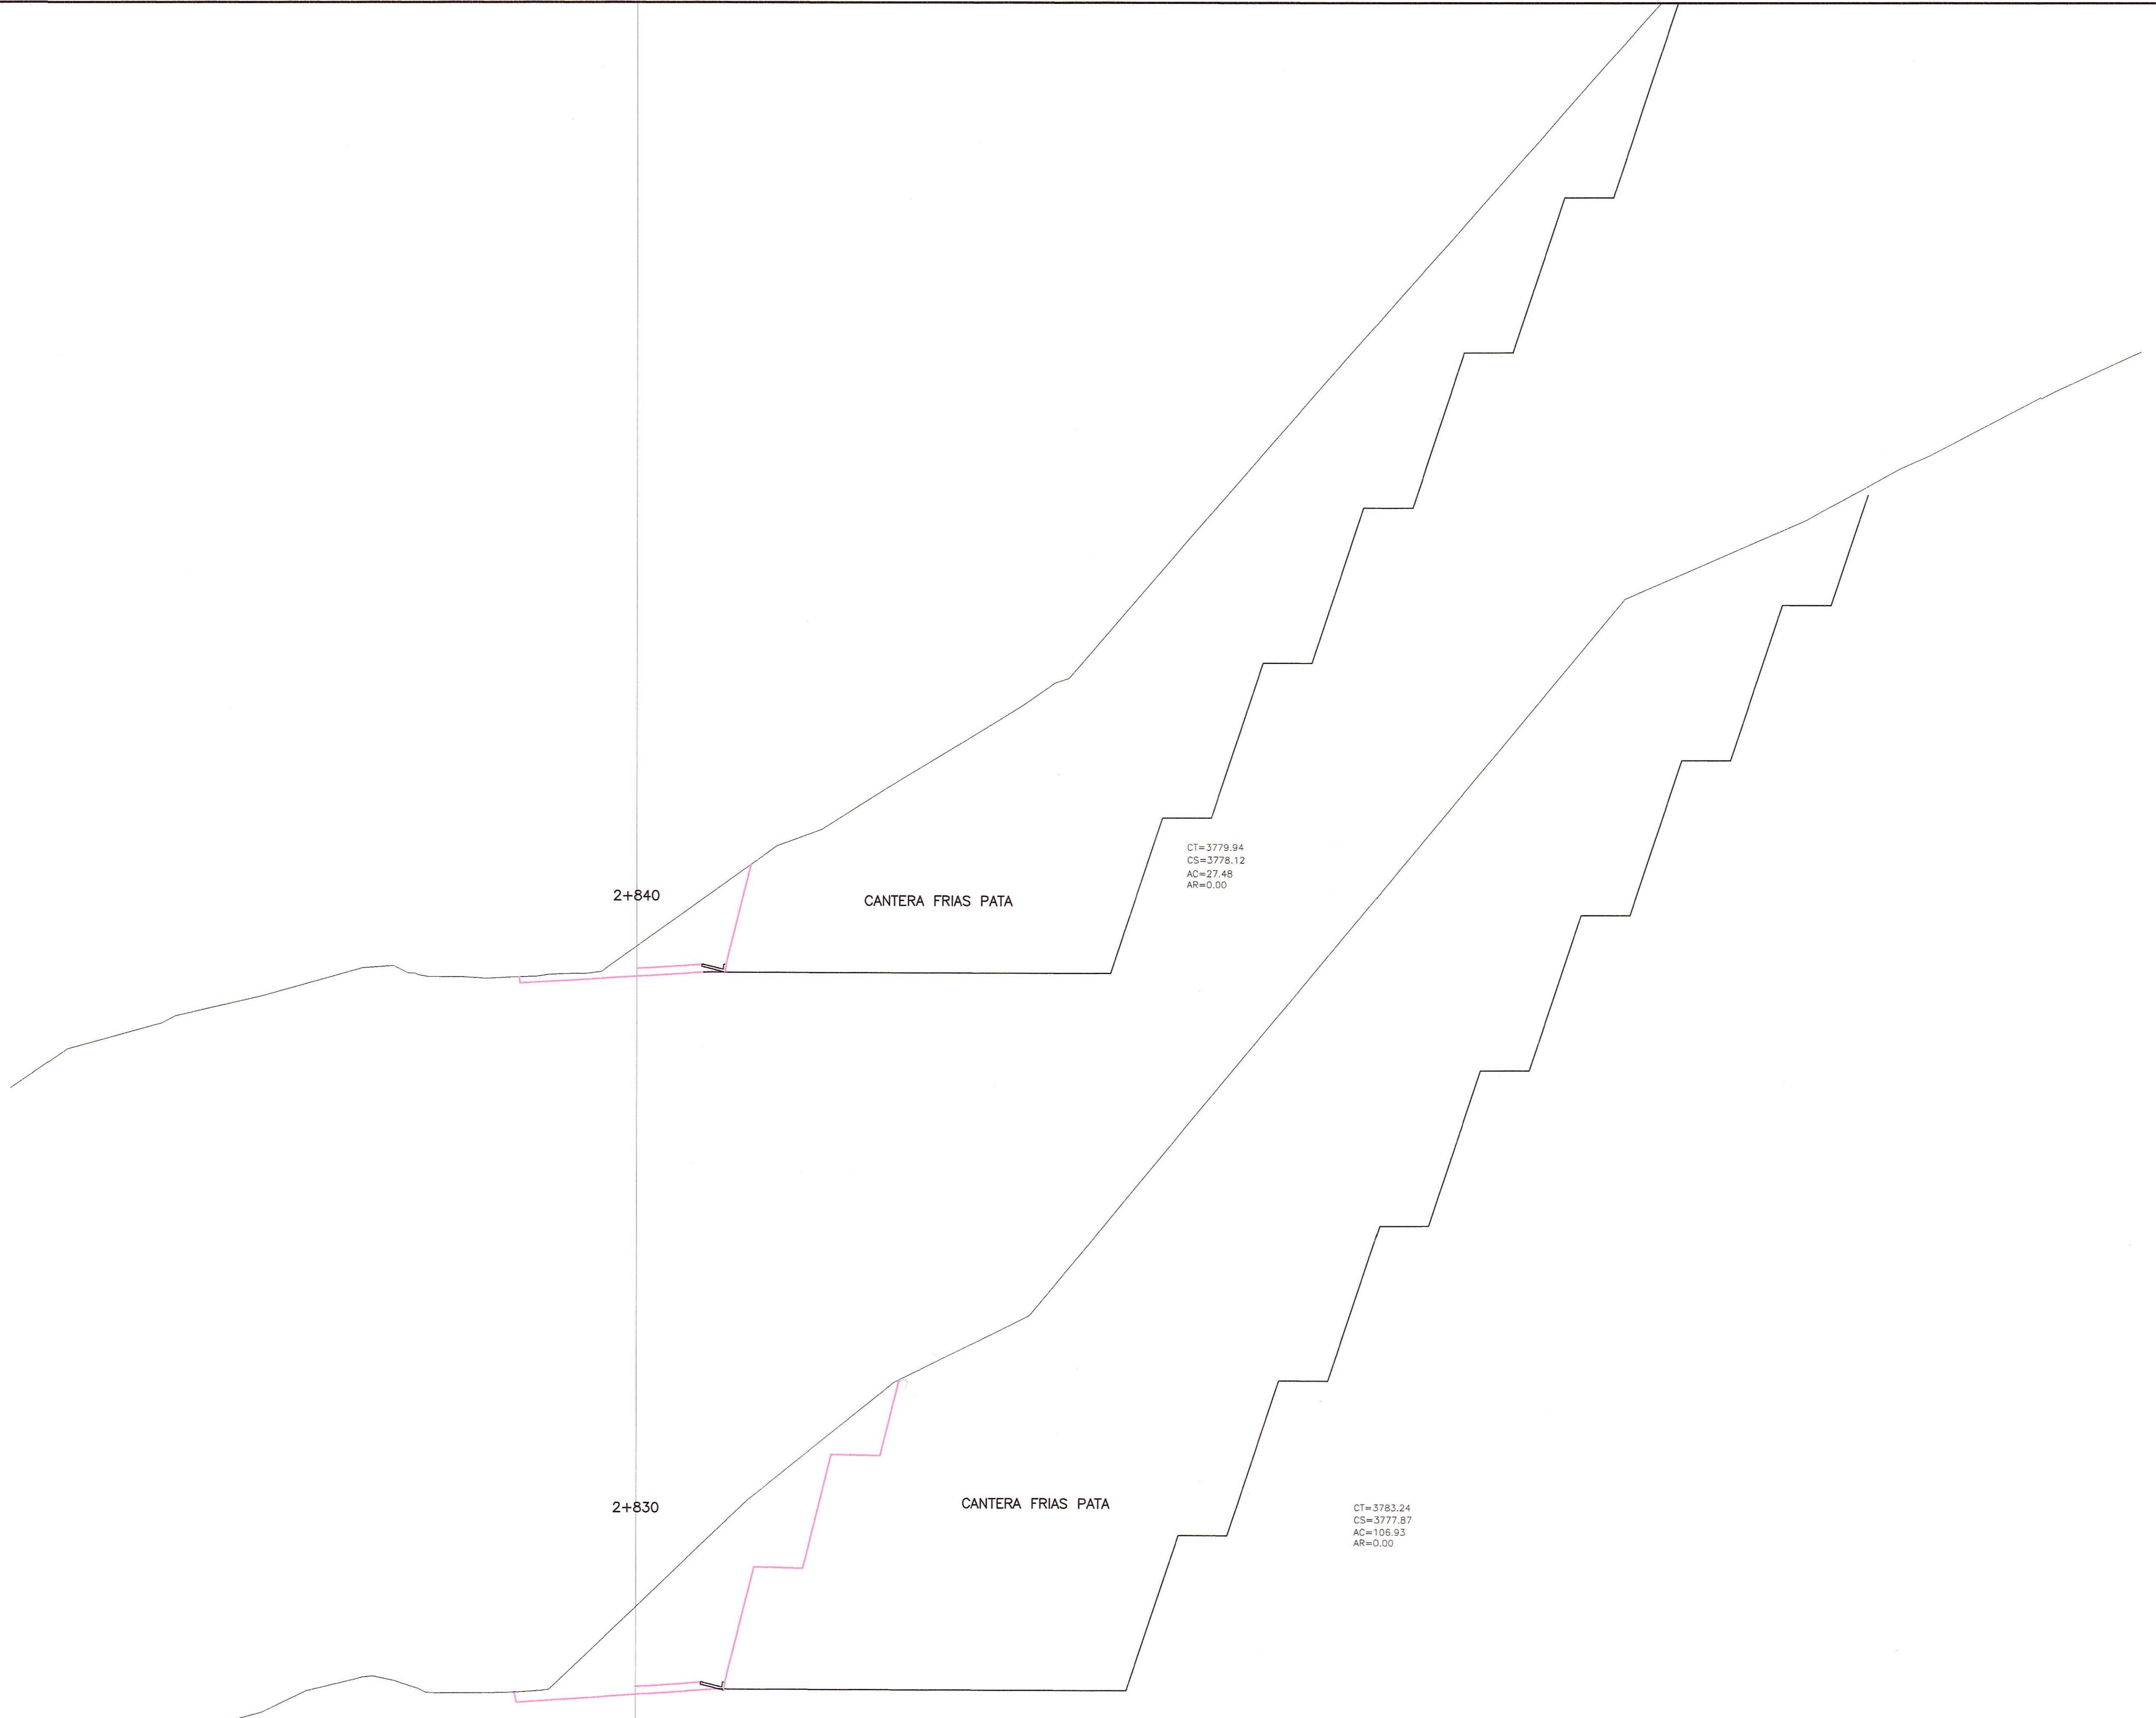 2+840
CANTERA FRIAS PATA
CT=3779.94
CS=3778.12
AC=27.48
AR=0.00
2+830
CANTERA FRIAS PATA
CT=3783.24
CS=3777.87
AC=106.93
AR=0.00